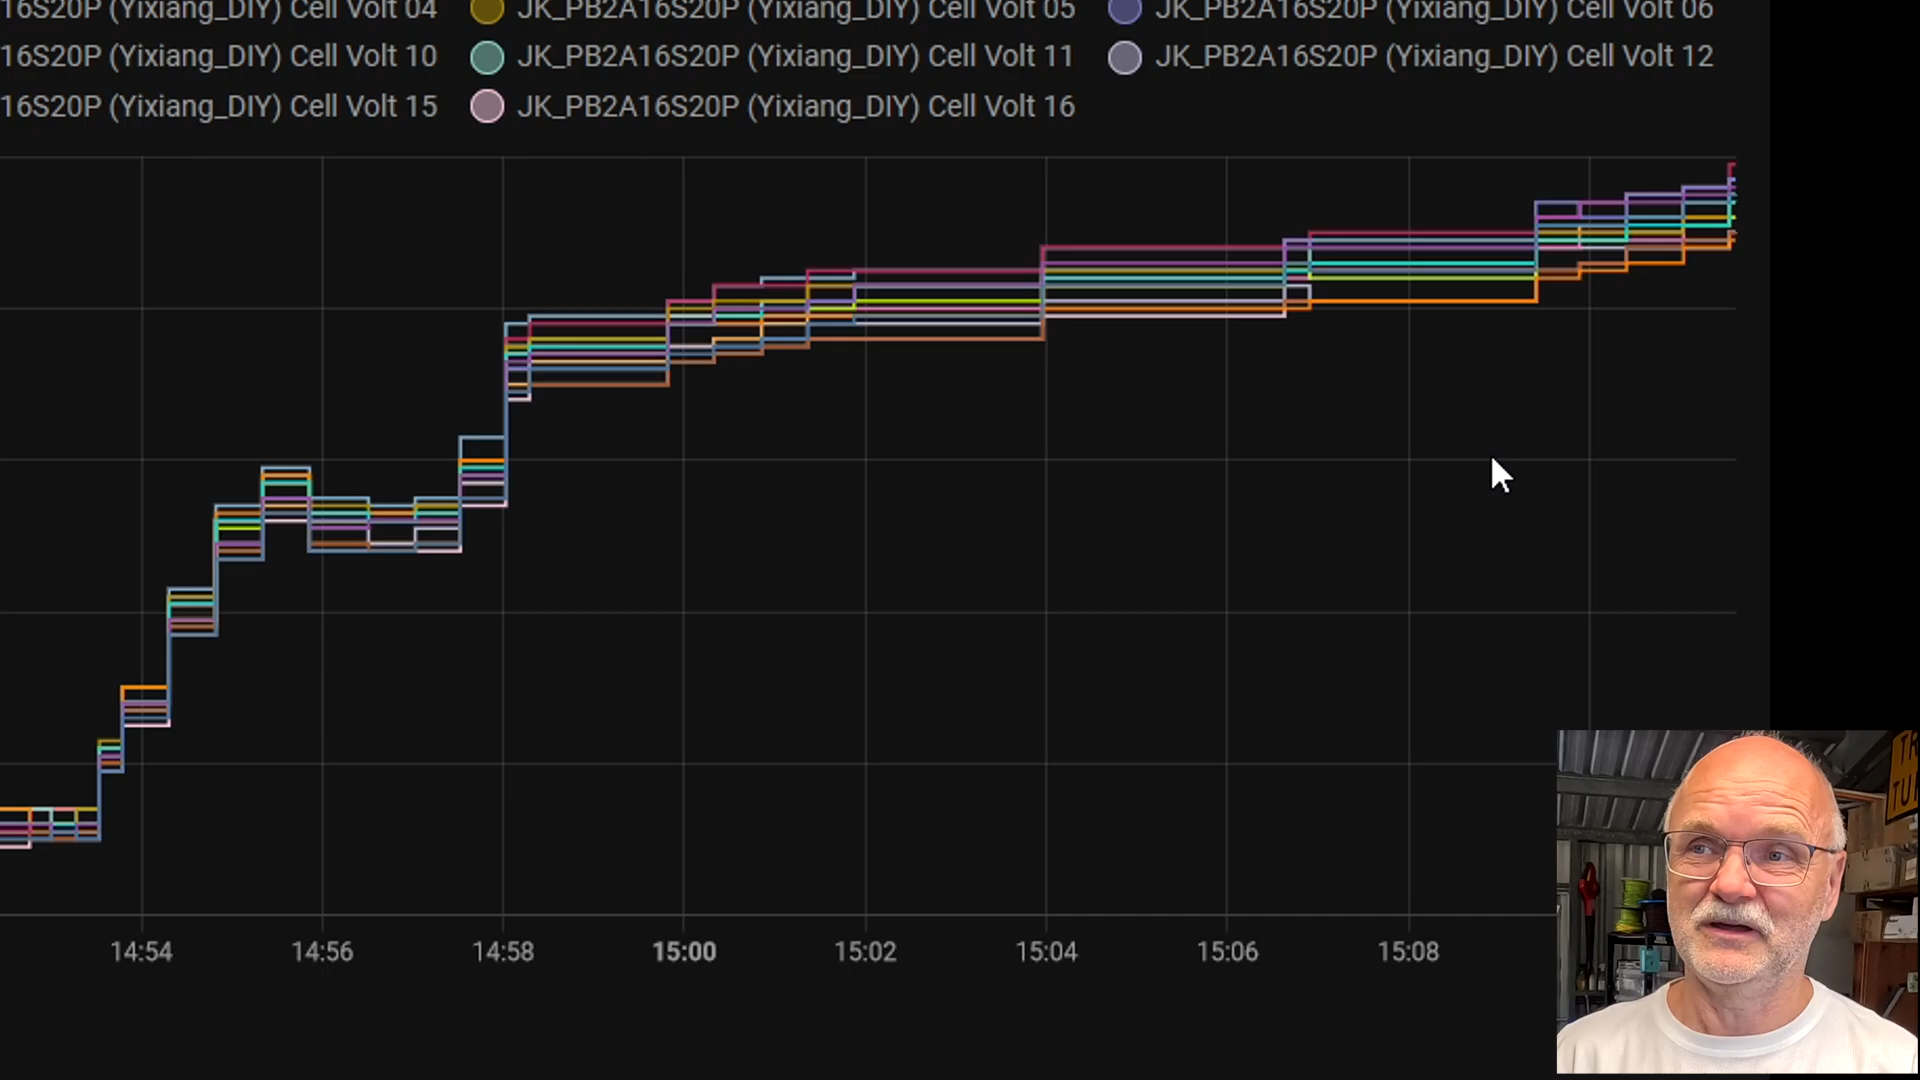 16S20P (Yixiang_DIY) Cell Volt 04 JK_PB2A16S20P (Yixiang_DIY) Cell Volt 05 JK_PB2A16S20P (Yixiang_DIY) Cell Volt 06
16S20P (Yixiang_DIY) Cell Volt 10 JK_PB2A16S20P (Yixiang_DIY) Cell Volt 11 JK_PB2A16S20P (Yixiang_DIY) Cell Volt 12
16S20P (Yixiang_DIY) Cell Volt 15 JK_PB2A16S20P (Yixiang_DIY) Cell Volt 16
14:54 14:56 14:58 15:00 15:02 15:04 15:06 15:08